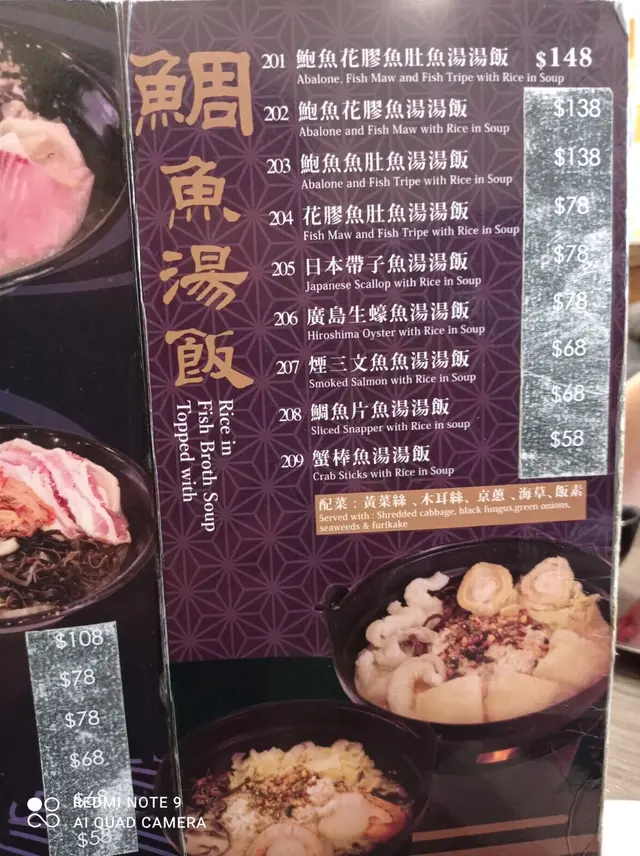 鯛魚湯飯
Rice in
Fish Broth Soup
Topped with
201 鮑魚花膠魚肚魚湯湯飯 $148
Abalone, Fish Maw and Fish Tripe with Rice in Soup
202 鮑魚花膠魚湯湯飯 $138
Abalone and Fish Maw with Rice in Soup
203 鮑魚魚肚魚湯湯飯 $138
Abalone and Fish Tripe with Rice in Soup
204 花膠魚肚魚湯湯飯 $78
Fish Maw and Fish Tripe with Rice in Soup
205 日本帶子魚湯湯飯 $78
Japanese Scallop with Rice in Soup
206 廣島生蠔魚湯湯飯 $78
Hiroshima Oyster with Rice in Soup
207 煙三文魚魚湯湯飯 $68
Smoked Salmon with Rice in Soup
208 鯛魚片魚湯湯飯 $68
Sliced Snapper with Rice in soup
209 蟹棒魚湯湯飯 $58
Crab Sticks with Rice in Soup
配菜：黃菜絲、木耳絲、京蔥、海草、飯素
Served with : Shredded cabbage, black fungus,green onions,
seaweeds & furikake
$108
$78
$78
$68
$68
$58
REDMI NOTE 9
AI QUAD CAMERA